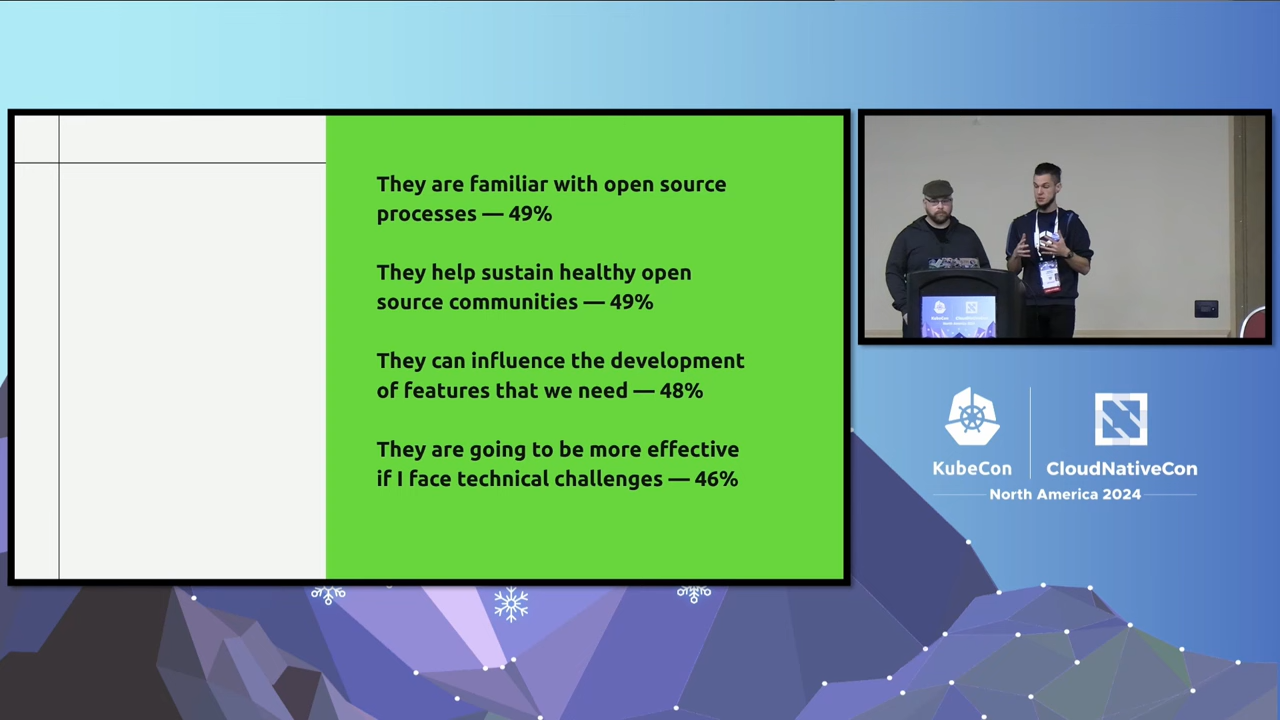 They are familiar with open source
processes — 49%
They help sustain healthy open
source communities — 49%
They can influence the development
of features that we need — 48%
They are going to be more effective
if I face technical challenges — 46%
KubeCon
CloudNativeCon
North America 2024
KubeCon
CloudNativeCon